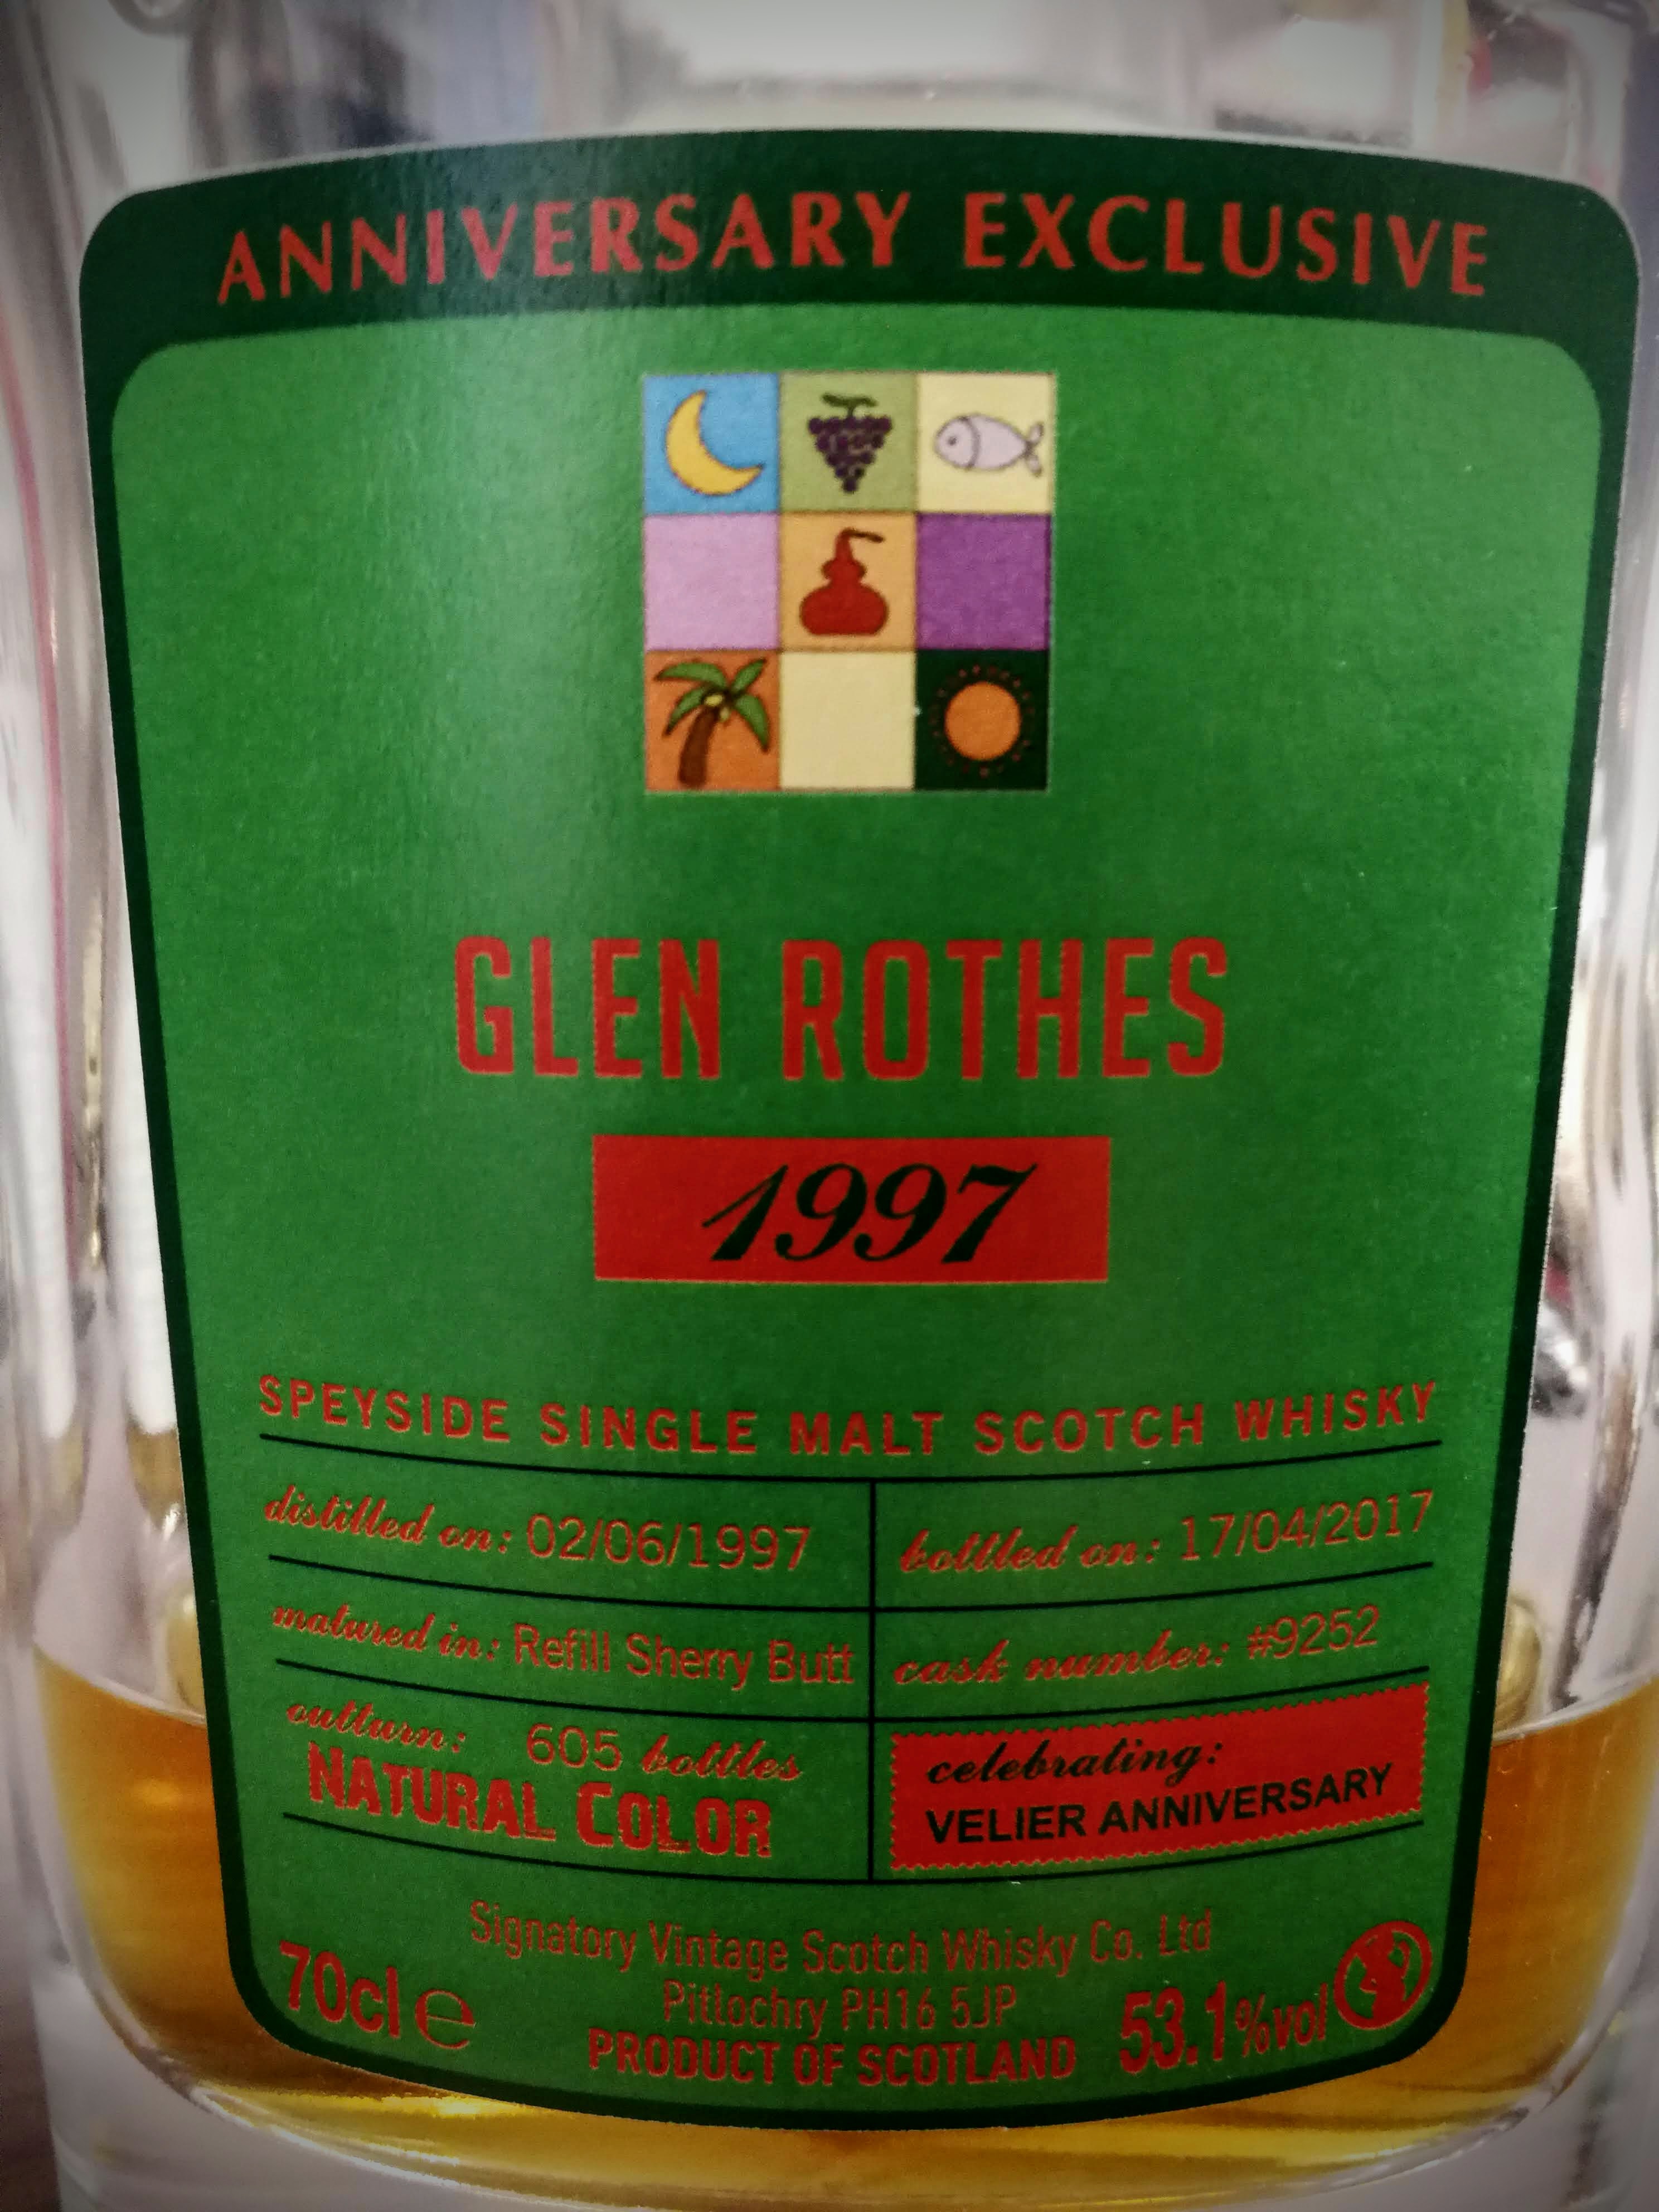 ANNIVERSARY EXCLUSIVE
GLEN ROTHES
1997
SPEYSIDE SINGLE MALT SCOTCH WHISKY
distilled on: 02/06/1997
bottled on: 17/04/2017
matured in: Refill Sherry Butt
cask number: #9252
outturn: 605 bottles
NATURAL COLOR
celebrating:
VELIER ANNIVERSARY
Signatory Vintage Scotch Whisky Co. Ltd
Pitlochry PH16 5JP
PRODUCT OF SCOTLAND
70cl ℮
53.1%vol